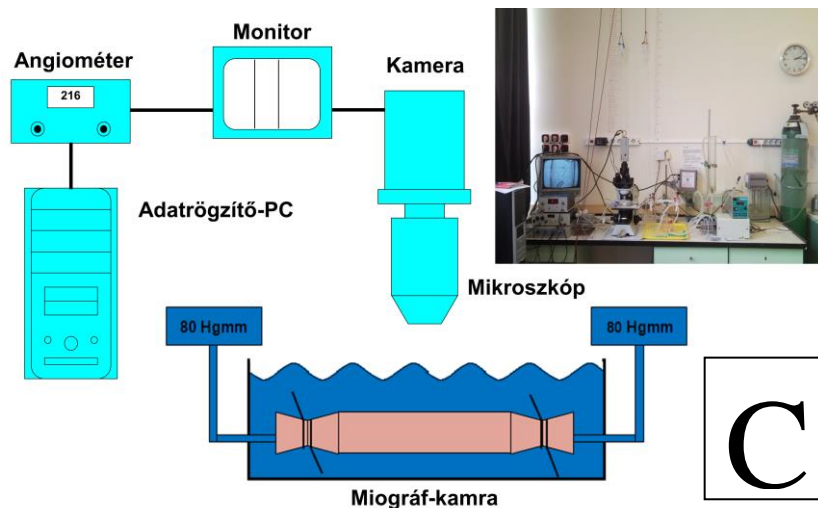 Monitor
Angiométer
Kamera
216
Adatrögzítő-PC
Mikroszkóp
80 Hgmm
80 Hgmm
C
Miográf-kamra